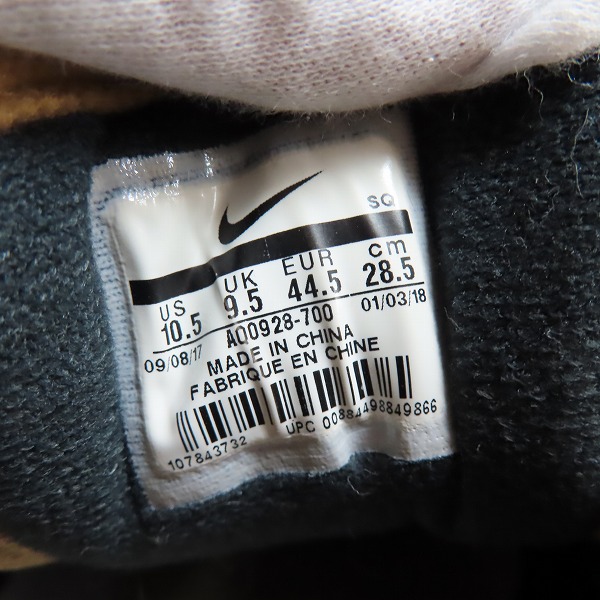 SQ
US UK EUR cm
10.5 9.5 44.5 28.5
09/08/17 AO0928-700 01/03/18
MADE IN CHINA
FABRIQUE EN CHINE
107843732 UPC 00884498849866